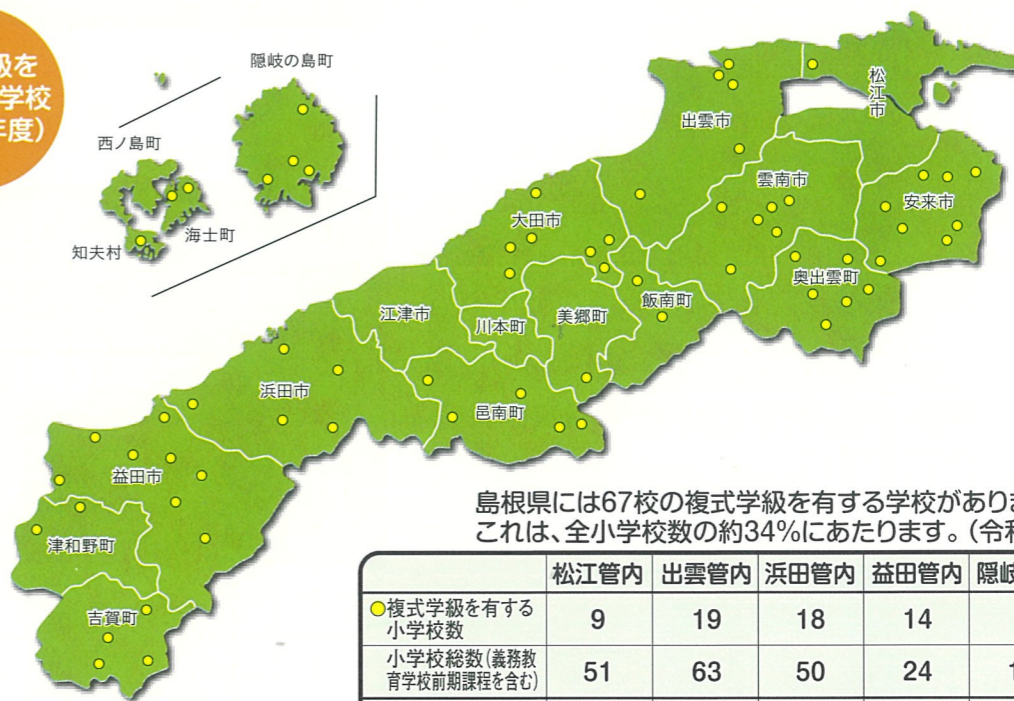 級を
学校
年度)
隠岐の島町
西ノ島町
海士町
知夫村
松江市
出雲市
雲南市
安来市
大田市
奥出雲町
飯南町
美郷町
川本町
江津市
邑南町
浜田市
益田市
津和野町
吉賀町
島根県には67校の複式学級を有する学校がありま
これは、全小学校数の約34%にあたります。(令和
松江管内 出雲管内 浜田管内 益田管内 隠岐
複式学級を有する
小学校数
9 19 18 14
小学校総数(義務教
育学校前期課程を含む)
51 63 50 24 1